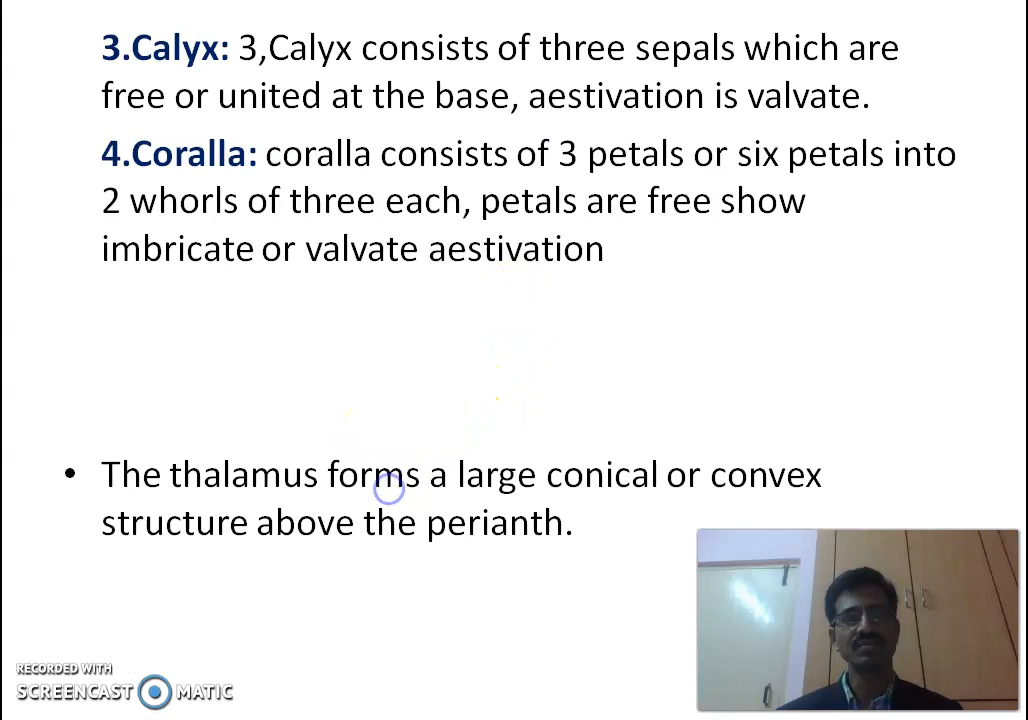 3.Calyx: 3,Calyx consists of three sepals which are
free or united at the base, aestivation is valvate.
4.Coralla: coralla consists of 3 petals or six petals into
2 whorls of three each, petals are free show
imbricate or valvate aestivation
• The thalamus forms a large conical or convex
structure above the perianth.
RECORDED WITH
SCREENCAST MATIC